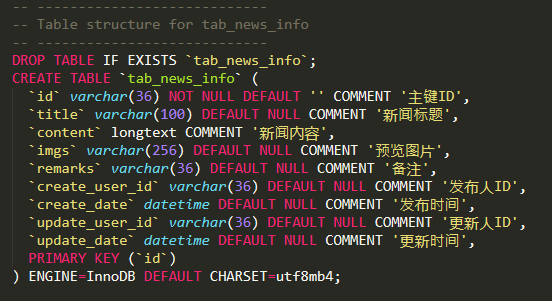 -- ----------------------------
-- Table structure for tab_news_info
-- ----------------------------
DROP TABLE IF EXISTS `tab_news_info`;
CREATE TABLE `tab_news_info` (
  `id` varchar(36) NOT NULL DEFAULT '' COMMENT '主键ID',
  `title` varchar(100) DEFAULT NULL COMMENT '新闻标题',
  `content` longtext COMMENT '新闻内容',
  `imgs` varchar(256) DEFAULT NULL COMMENT '预览图片',
  `remarks` varchar(36) DEFAULT NULL COMMENT '备注',
  `create_user_id` varchar(36) DEFAULT NULL COMMENT '发布人ID',
  `create_date` datetime DEFAULT NULL COMMENT '发布时间',
  `update_user_id` varchar(36) DEFAULT NULL COMMENT '更新人ID',
  `update_date` datetime DEFAULT NULL COMMENT '更新时间',
  PRIMARY KEY (`id`)
) ENGINE=InnoDB DEFAULT CHARSET=utf8mb4;